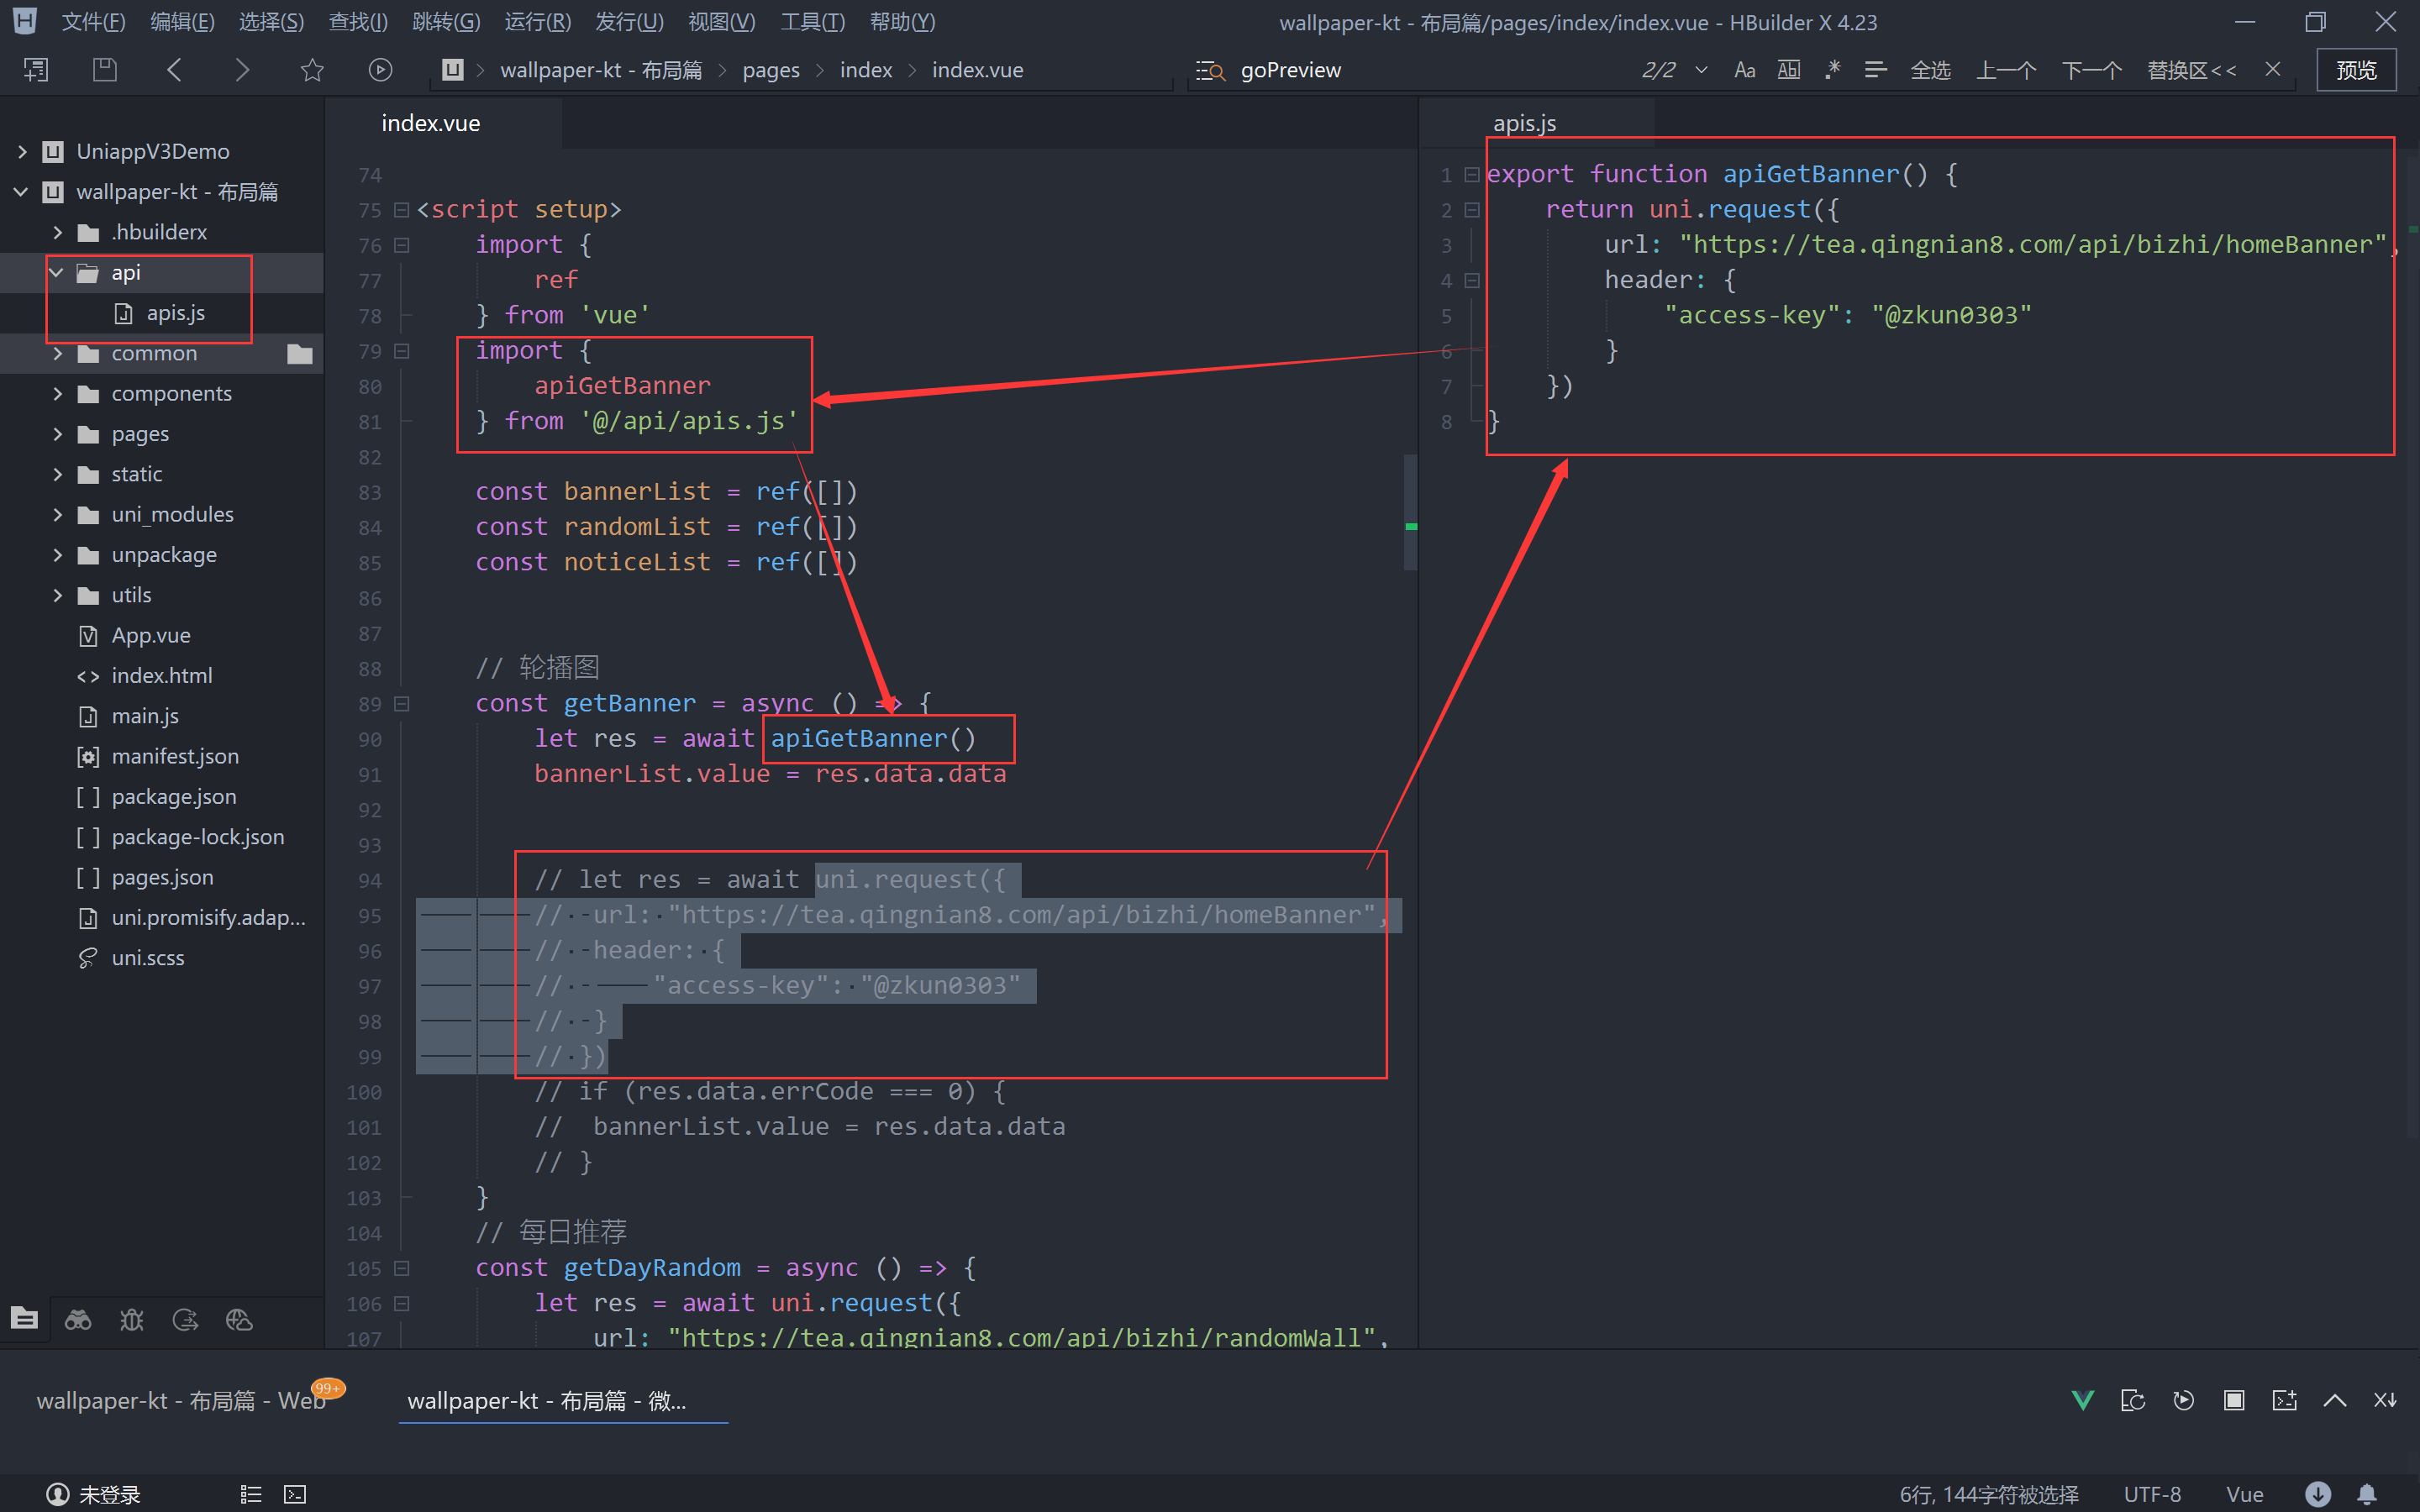 文件(F) 编辑(E) 选择(S) 查找(I) 跳转(G) 运行(R) 发行(U) 视图(V) 工具(T) 帮助(Y) wallpaper-kt - 布局篇/pages/index/index.vue - HBuilder X 4.23
wallpaper-kt - 布局篇 > pages > index > index.vue goPreview 2/2 Aa Ab .* 全选 上一个 下一个 替换区<< 预览
UniappV3Demo
wallpaper-kt - 布局篇
.hbuilderx
api
apis.js
common
components
pages
static
uni_modules
unpackage
utils
App.vue
index.html
main.js
manifest.json
package.json
package-lock.json
pages.json
uni.promisify.adap...
uni.scss
index.vue
74
75 <script setup>
76 import {
77 ref
78 } from 'vue'
79 import {
80 apiGetBanner
81 } from '@/api/apis.js'
82
83 const bannerList = ref([])
84 const randomList = ref([])
85 const noticeList = ref([])
86
87
88 // 轮播图
89 const getBanner = async () => {
90 let res = await apiGetBanner()
91 bannerList.value = res.data.data
92
93
94 // let res = await uni.request({
95 // url: "https://tea.qingnian8.com/api/bizhi/homeBanner",
96 // header: {
97 // "access-key": "@zkun0303"
98 // }
99 // })
100 // if (res.data.errCode === 0) {
101 // bannerList.value = res.data.data
102 // }
103 }
104 // 每日推荐
105 const getDayRandom = async () => {
106 let res = await uni.request({
107 url: "https://tea.qingnian8.com/api/bizhi/randomWall",
apis.js
1 export function apiGetBanner() {
2 return uni.request({
3 url: "https://tea.qingnian8.com/api/bizhi/homeBanner",
4 header: {
5 "access-key": "@zkun0303"
6 }
7 })
8 }
wallpaper-kt - 布局篇 - Web 99+ wallpaper-kt - 布局篇 - 微...
未登录 6行, 144字符被选择 UTF-8 Vue